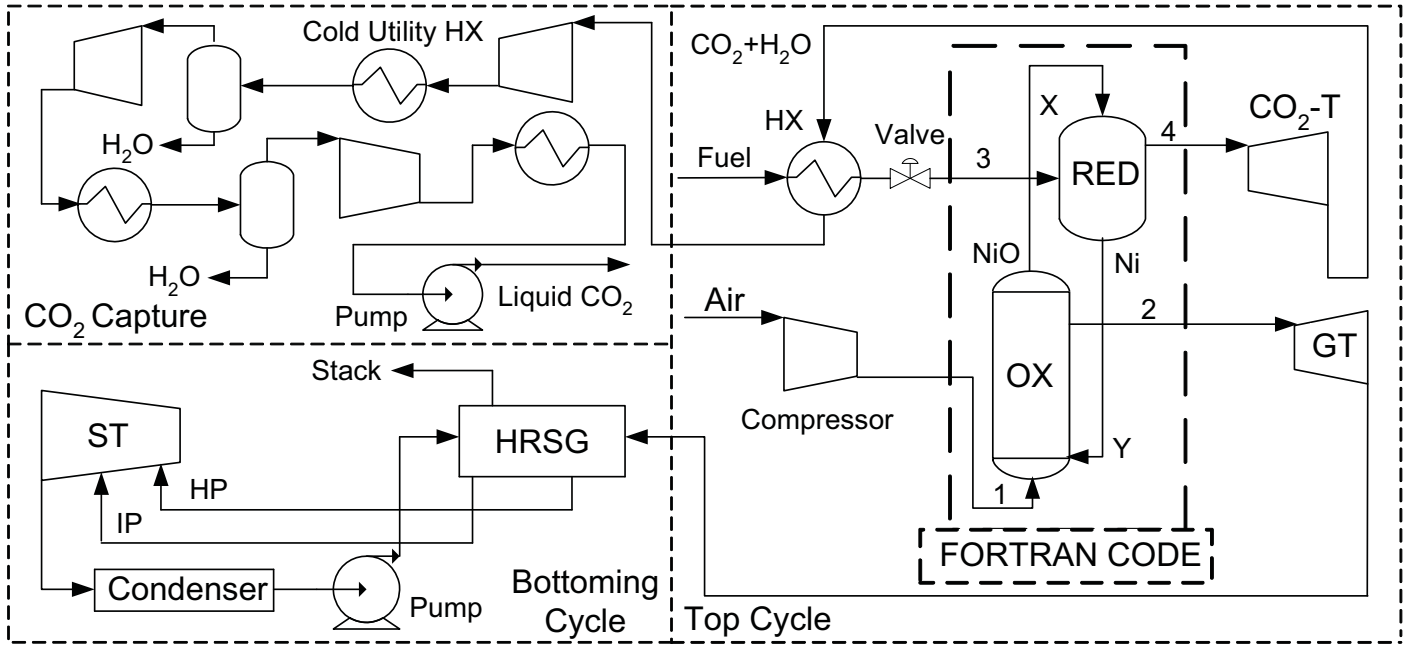 Cold Utility HX
H₂O
H₂O
Pump
Liquid CO₂
CO₂ Capture
CO₂+H₂O
HX
Valve
Fuel
3
X
RED
4
CO₂-T
NiO
Ni
Air
Compressor
OX
2
GT
Y
1
FORTRAN CODE
Top Cycle
Stack
ST
HRSG
HP
IP
Condenser
Pump
Bottoming
Cycle